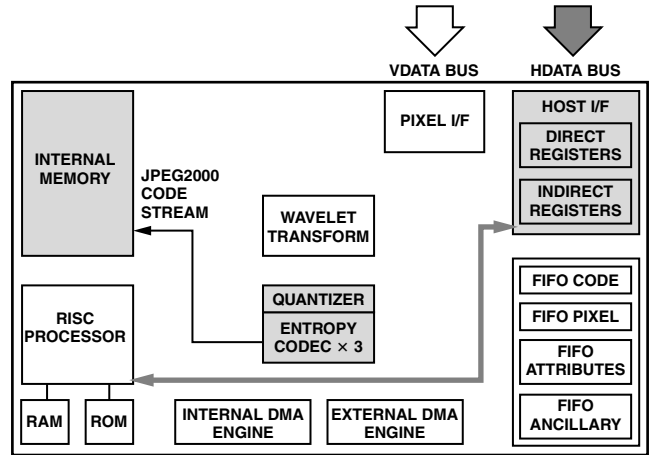 VDATA BUS
HDATA BUS
INTERNAL
MEMORY
JPEG2000
CODE
STREAM
PIXEL I/F
HOST I/F
DIRECT
REGISTERS
INDIRECT
REGISTERS
WAVELET
TRANSFORM
RISC
PROCESSOR
QUANTIZER
ENTROPY
CODEC × 3
FIFO CODE
FIFO PIXEL
FIFO
ATTRIBUTES
FIFO
ANCILLARY
RAM
ROM
INTERNAL DMA
ENGINE
EXTERNAL DMA
ENGINE